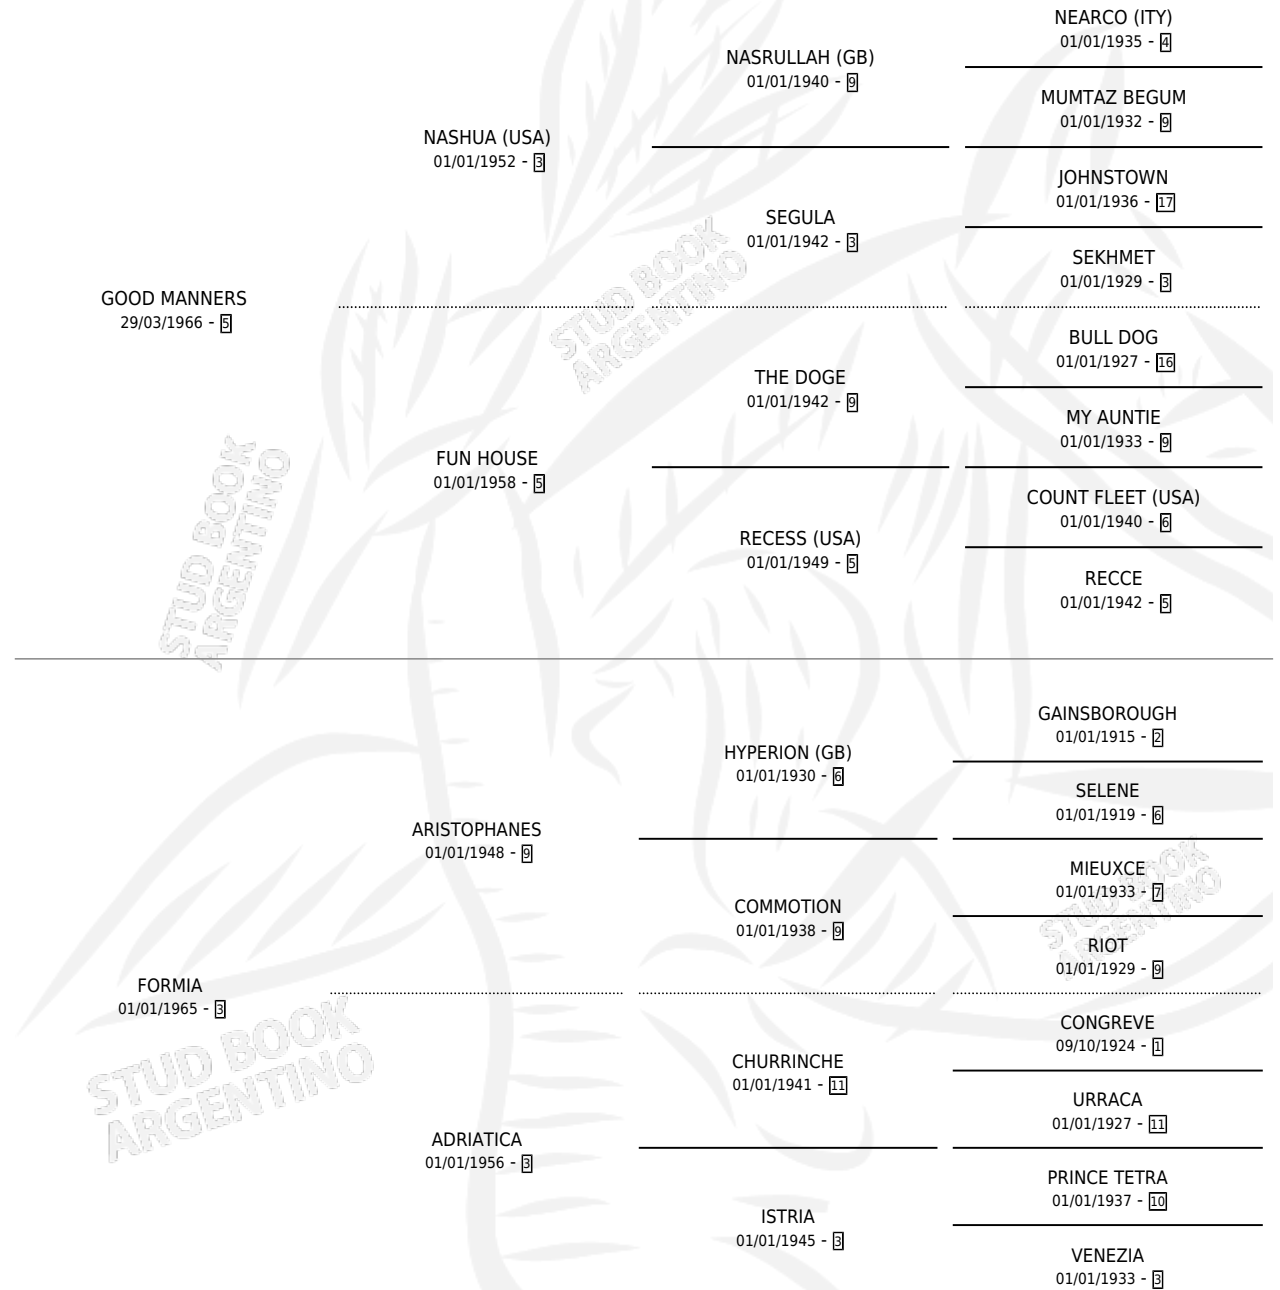 NEARCO (ITY)
01/01/1935 - 4
NASRULLAH (GB)
01/01/1940 - 9
MUMTAZ BEGUM
01/01/1932 - 9
NASHUA (USA)
01/01/1952 - 3
JOHNSTOWN
01/01/1936 - 17
SEGULA
01/01/1942 - 3
SEKHMET
01/01/1929 - 3
GOOD MANNERS
29/03/1966 - 5
BULL DOG
01/01/1927 - 16
THE DOGE
01/01/1942 - 9
MY AUNTIE
01/01/1933 - 9
FUN HOUSE
01/01/1958 - 5
COUNT FLEET (USA)
01/01/1940 - 6
RECESS (USA)
01/01/1949 - 5
RECCE
01/01/1942 - 5
GAINSBOROUGH
01/01/1915 - 2
HYPERION (GB)
01/01/1930 - 6
SELENE
01/01/1919 - 6
ARISTOPHANES
01/01/1948 - 9
MIEUXCE
01/01/1933 - 7
COMMOTION
01/01/1938 - 9
RIOT
01/01/1929 - 9
FORMIA
01/01/1965 - 3
CONGREVE
09/10/1924 - 1
CHURRINCHE
01/01/1941 - 11
URRACA
01/01/1927 - 11
ADRIATICA
01/01/1956 - 3
PRINCE TETRA
01/01/1937 - 10
ISTRIA
01/01/1945 - 3
VENEZIA
01/01/1933 - 3
STUD BOOK
ARGENTINO
STUD BOOK
ARGENTINO
STUD BOOK
ARGENTINO
STUD BOOK
ARGENTINO